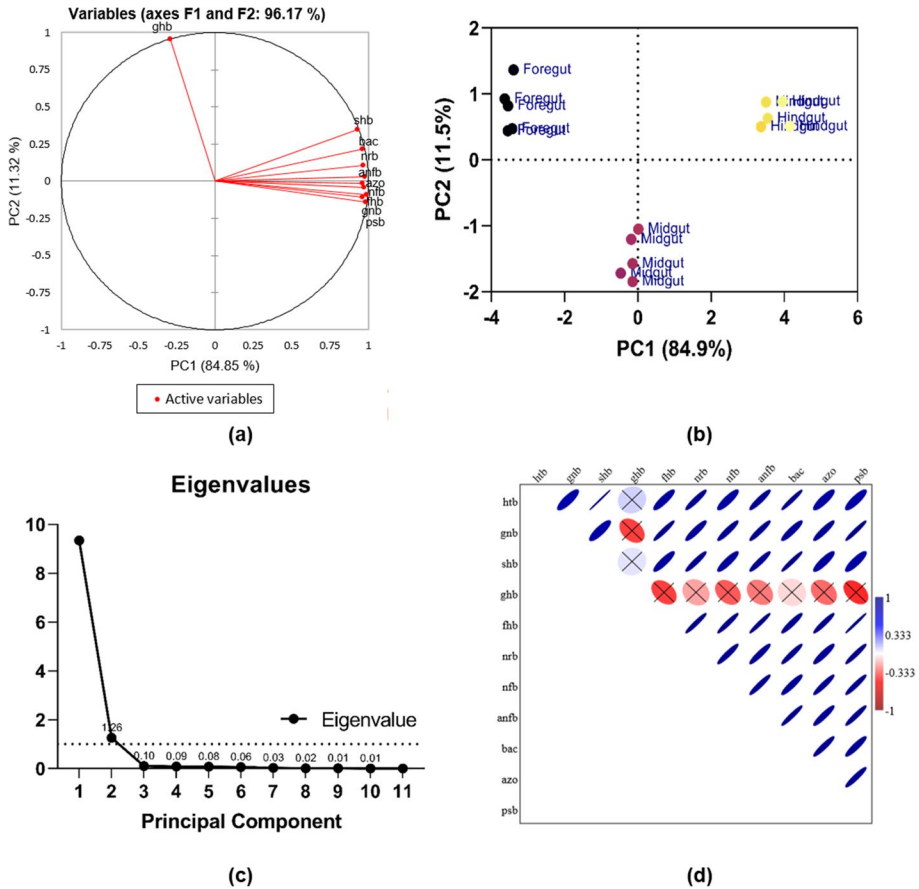 Variables (axes F1 and F2: 96.17 %)
ghb
1
0.75
0.5
0.25
0
-0.25
-0.5
-0.75
-1
PC2 (11.32 %)
shb
bac
nrb
anfb
azo
nfb
fhb
gnb
psb
-1 -0.75 -0.5 -0.25 0 0.25 0.5 0.75 1
PC1 (84.85 %)
Active variables
(a)
2
1
0
-1
-2
PC2 (11.5%)
Foregut
Foregut
Foregut
Foregut
Foregut
Hindgut
Hindgut
Hindgut
Hindgut
Hindgut
Midgut
Midgut
Midgut
Midgut
Midgut
-4 -2 0 2 4 6
PC1 (84.9%)
(b)
Eigenvalues
10
8
6
4
2
0
1.26
0.10 0.09 0.08 0.06 0.03 0.02 0.01 0.01
Eigenvalue
1 2 3 4 5 6 7 8 9 10 11
Principal Component
(c)
htb gnb shb ghb fhb nrb nfb anfb bac azo psb
htb
gnb
shb
ghb
fhb
nrb
nfb
anfb
bac
azo
psb
1
0.333
-0.333
-1
(d)